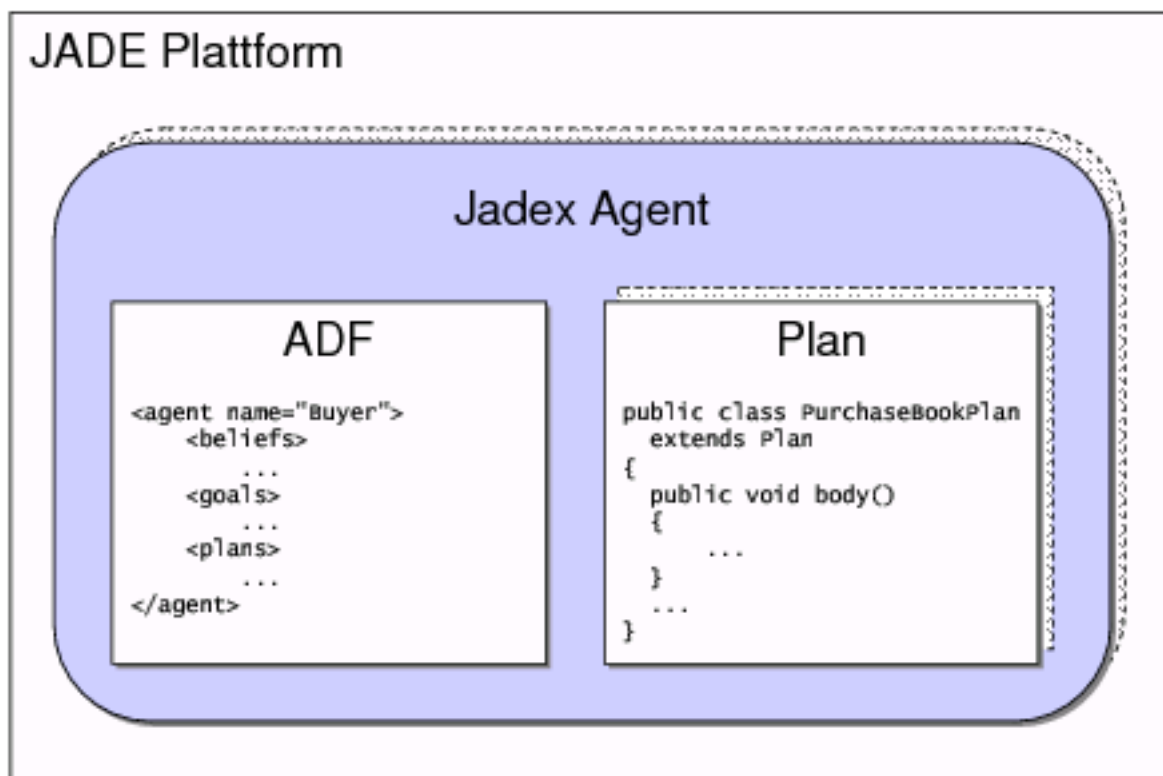 JADE Plattform
Jadex Agent
ADF
<agent name="Buyer">
    <beliefs>
        ...
    <goals>
        ...
    <plans>
        ...
</agent>
Plan
public class PurchaseBookPlan
  extends Plan
{
  public void body()
  {
      ...
  }
  ...
}